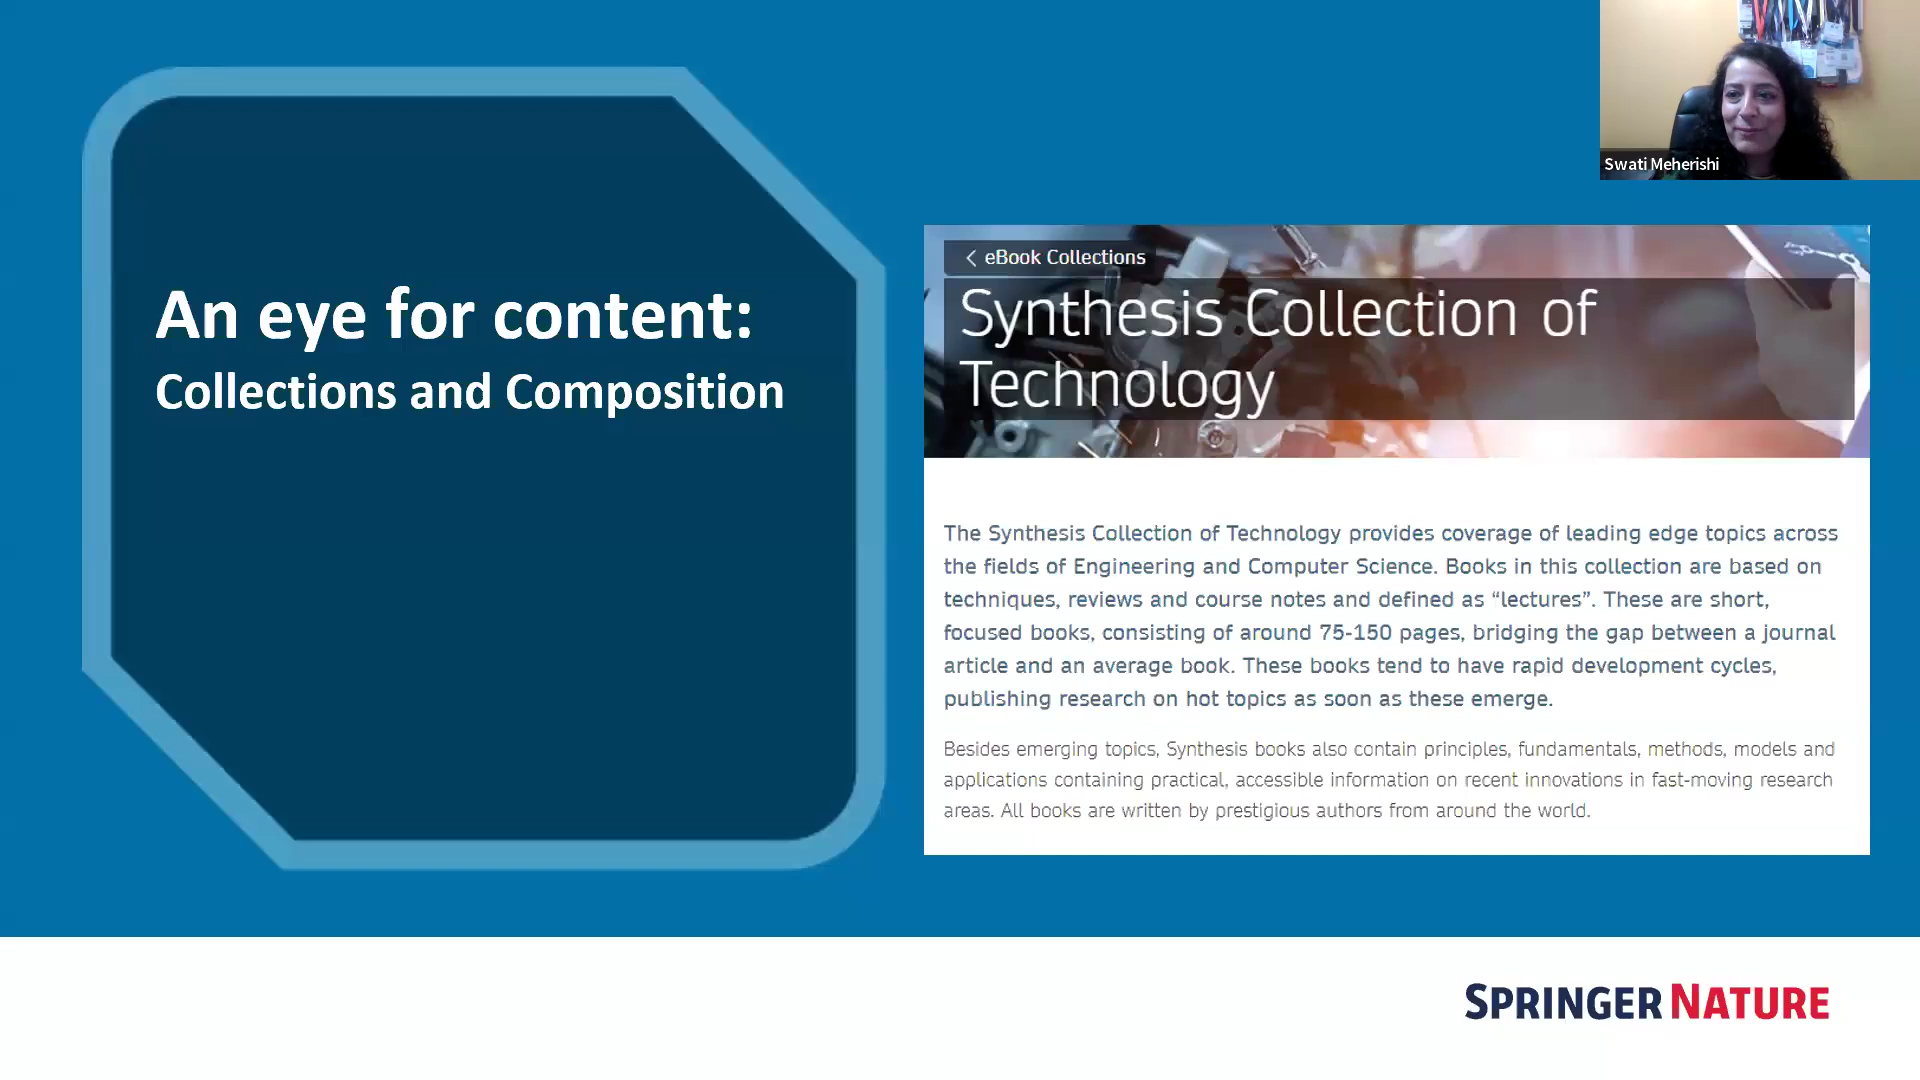 An eye for content:
Collections and Composition
Swati Meherishi
eBook Collections
Synthesis Collection of
Technology
The Synthesis Collection of Technology provides coverage of leading edge topics across
the fields of Engineering and Computer Science. Books in this collection are based on
techniques, reviews and course notes and defined as “lectures”. These are short,
focused books, consisting of around 75-150 pages, bridging the gap between a journal
article and an average book. These books tend to have rapid development cycles,
publishing research on hot topics as soon as these emerge.
Besides emerging topics, Synthesis books also contain principles, fundamentals, methods, models and
applications containing practical, accessible information on recent innovations in fast-moving research
areas. All books are written by prestigious authors from around the world.
SPRINGER NATURE